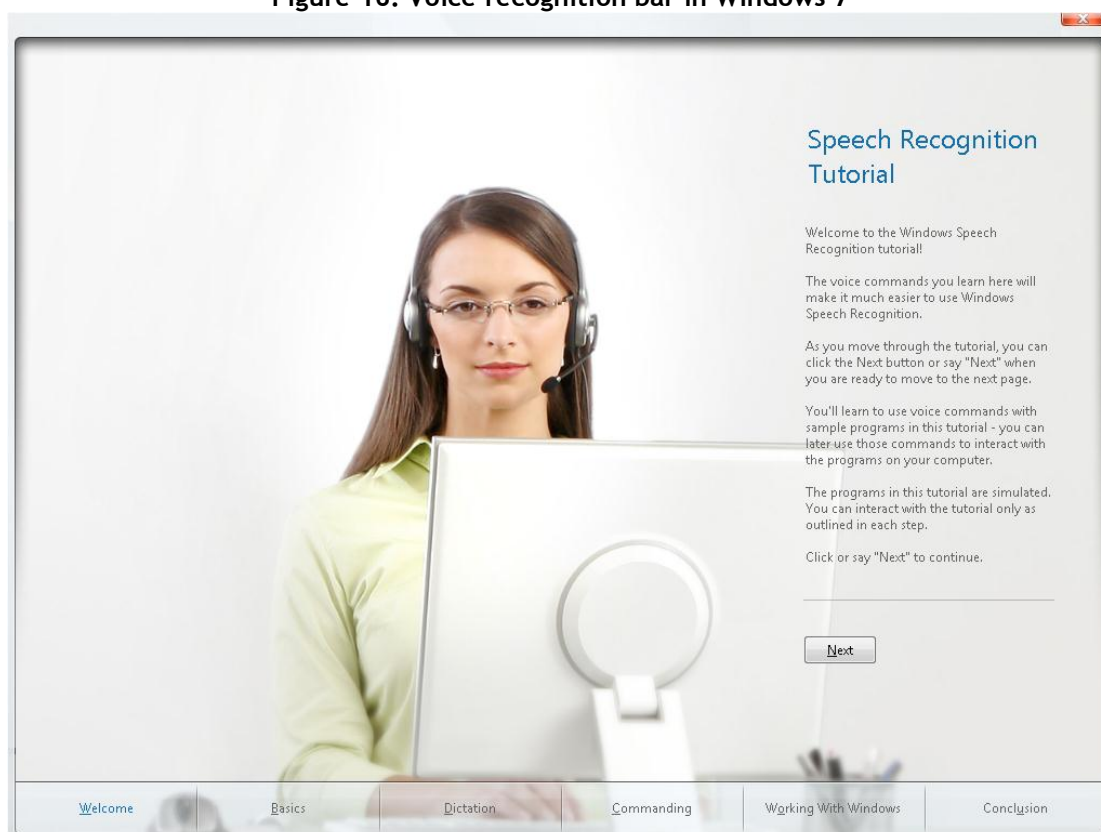 Figure 16. Voice recognition bar in Windows 7
Speech Recognition
Tutorial
Welcome to the Windows Speech
Recognition tutorial!
The voice commands you learn here will
make it much easier to use Windows
Speech Recognition.
As you move through the tutorial, you can
click the Next button or say "Next" when
you are ready to move to the next page.
You'll learn to use voice commands with
sample programs in this tutorial - you can
later use those commands to interact with
the programs on your computer.
The programs in this tutorial are simulated.
You can interact with the tutorial only as
outlined in each step.
Click or say "Next" to continue.
Next
Welcome Basics Dictation Commanding Working With Windows Conclusion